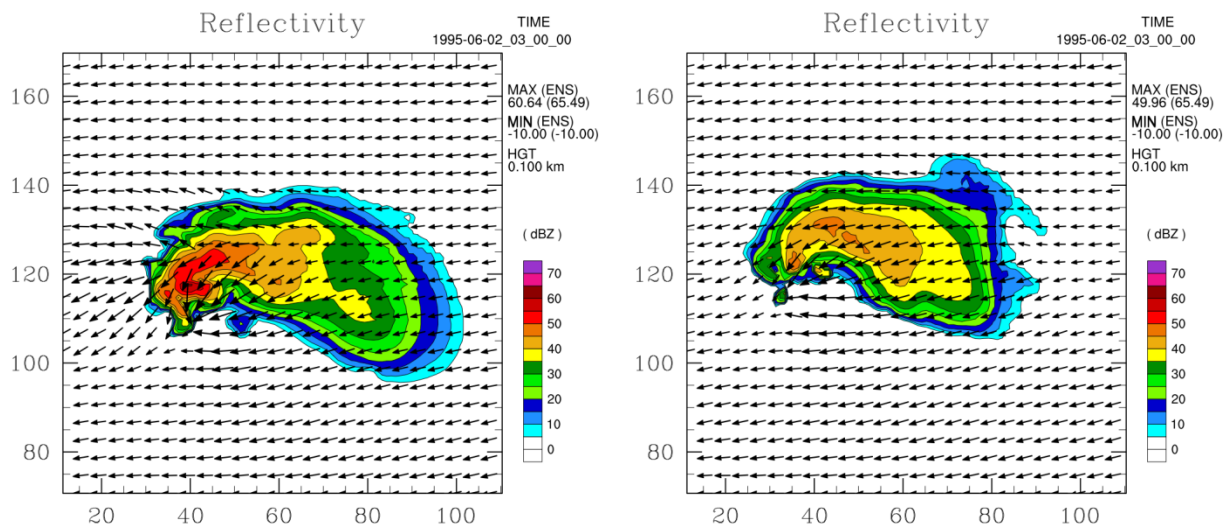 Reflectivity
TIME
1995-06-02_03_00_00
MAX (ENS)
60.64 (65.49)
MIN (ENS)
-10.00 (-10.00)
HGT
0.100 km
( dBZ )
70
60
50
40
30
20
10
0
160
140
120
100
80
20 40 60 80 100
Reflectivity
TIME
1995-06-02_03_00_00
MAX (ENS)
49.96 (65.49)
MIN (ENS)
-10.00 (-10.00)
HGT
0.100 km
( dBZ )
70
60
50
40
30
20
10
0
160
140
120
100
80
20 40 60 80 100